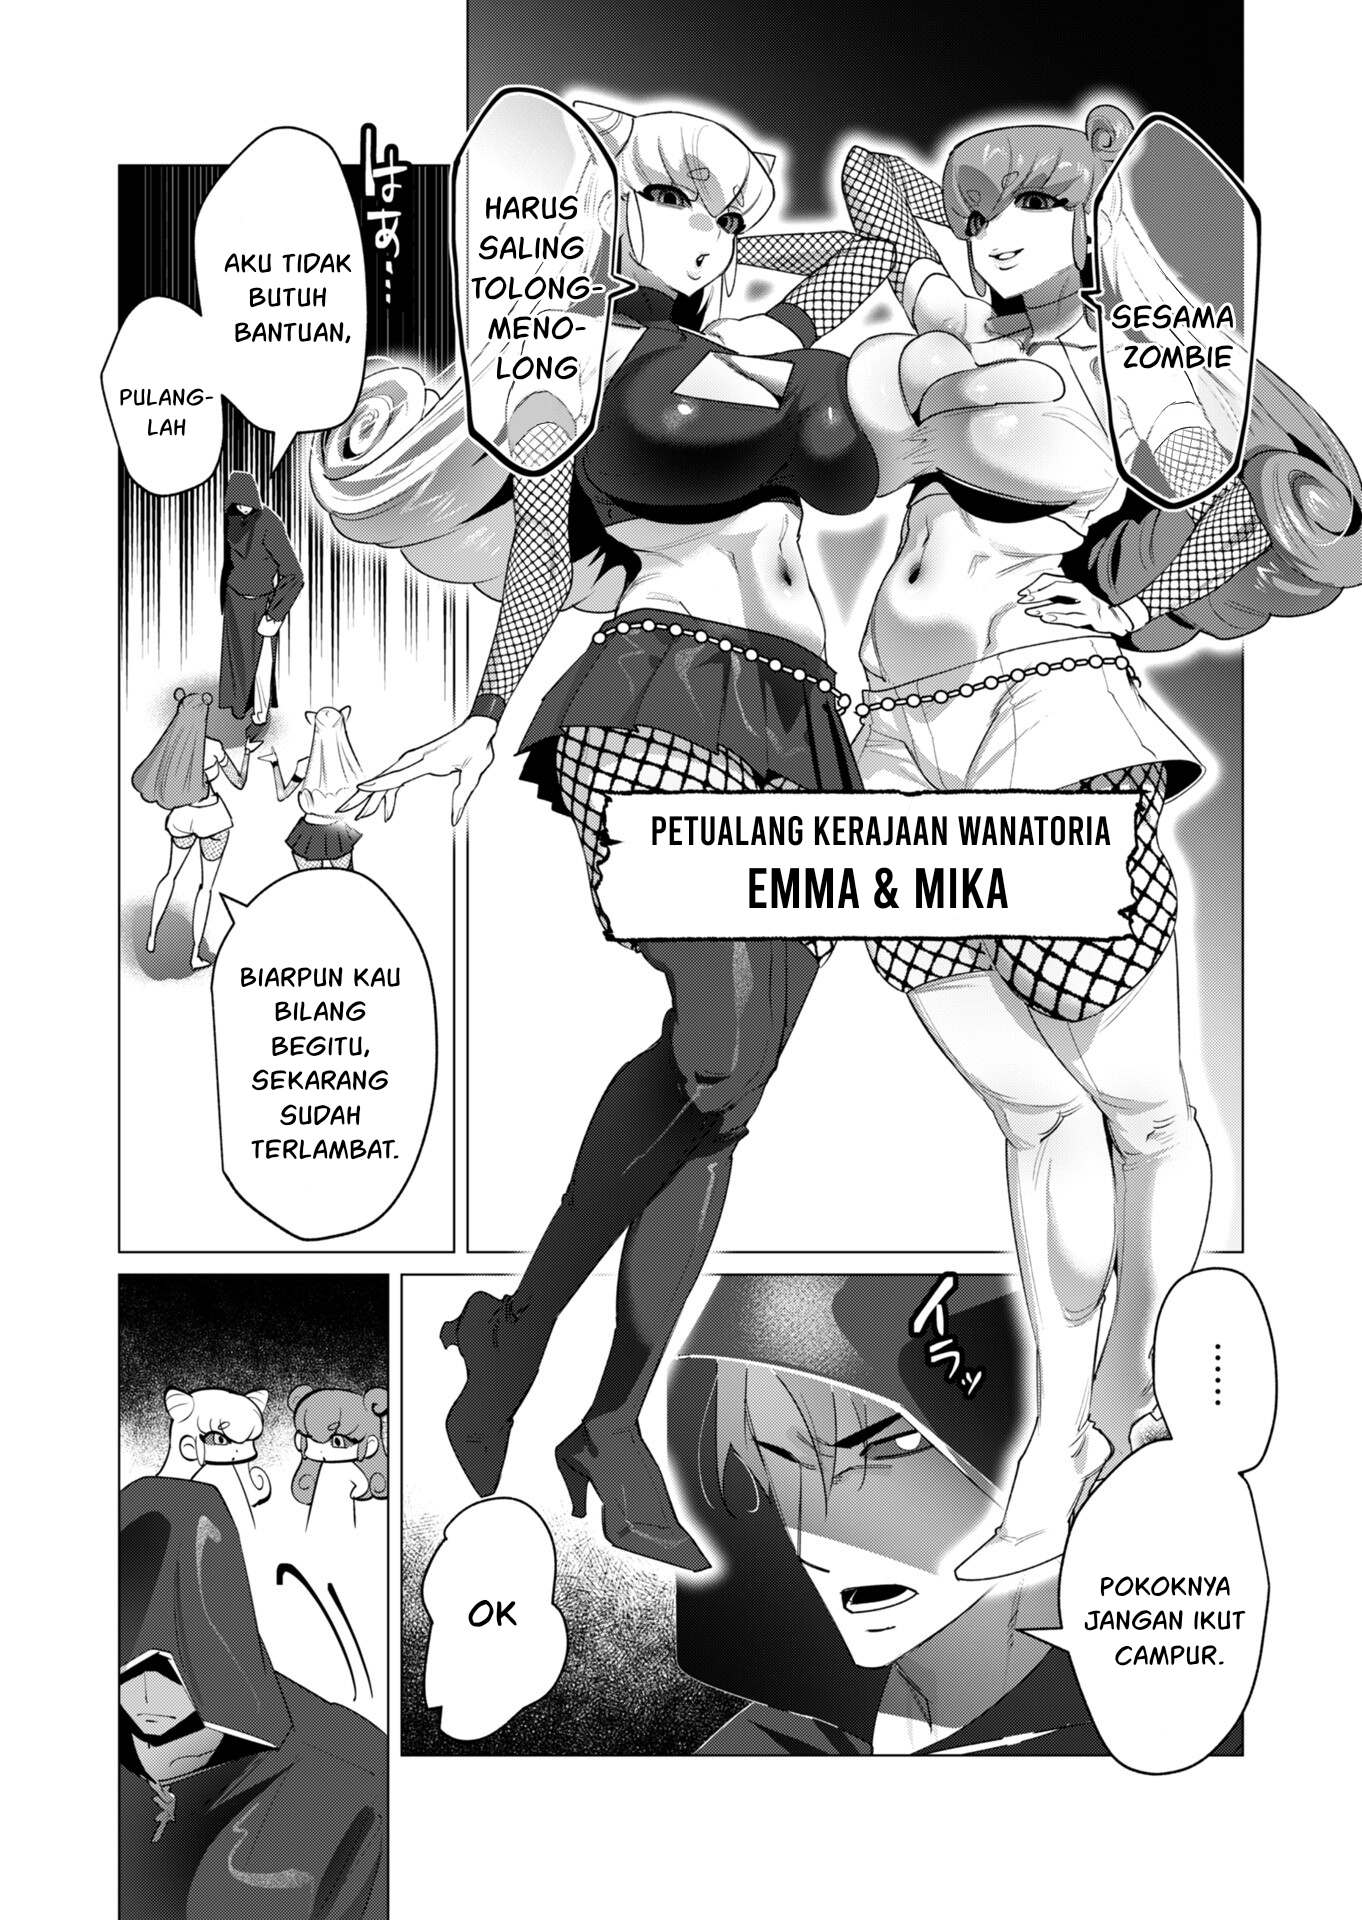 SESAMA
ZOMBIE
HARUS
SALING
TOLONG-
MENO-
LONG
PETUALANG KERAJAAN WANATORIA
EMMA & MIKA
はあ…
AKU TIDAK
BUTUH
BANTUAN,
PULANG-
LAH
BIARPUN KAU
BILANG
BEGITU,
SEKARANG
SUDAH
TERLAMBAT.
......
イラッ
POKOKNYA
JANGAN IKUT
CAMPUR.
OK